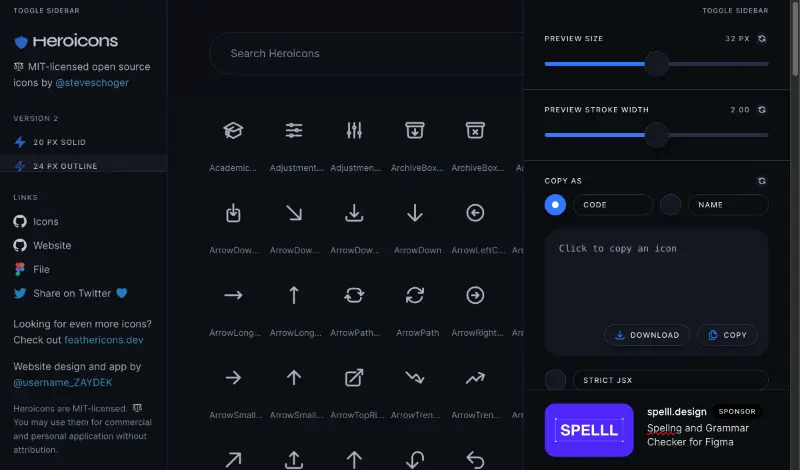 TOGGLE SIDEBAR
Heroicons
MIT-licensed open source
icons by @steveschoger
VERSION 2
20 PX SOLID
24 PX OUTLINE
LINKS
Icons
Website
File
Share on Twitter
Looking for even more icons?
Check out feathericons.dev
Website design and app by
@username_ZAYDEK
Heroicons are MIT-licensed.
You may use them for commercial
and personal application without
attribution.
Search Heroicons
Academic... Adjustment... Adjustmen... ArchiveBox... ArchiveBox...
ArrowDow... ArrowDow... ArrowDow... ArrowDown ArrowLeftC...
ArrowLong... ArrowLong... ArrowPath... ArrowPath ArrowRight...
ArrowSmall... ArrowSmall... ArrowTopRi... ArrowTren... ArrowTren...
TOGGLE SIDEBAR
PREVIEW SIZE 32 PX
PREVIEW STROKE WIDTH 2.00
COPY AS
CODE NAME
Click to copy an icon
DOWNLOAD COPY
STRICT JSX
SPELLL
spelll.design SPONSOR
Spelng and Grammar
Checker for Figma